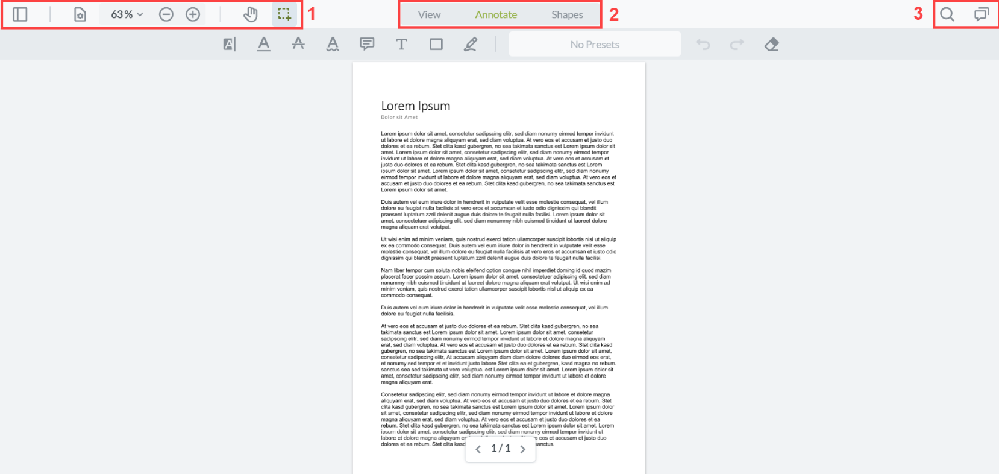 63% 1 View Annotate Shapes 2 3
A A A A T No Presets
Lorem Ipsum
Dolor sit Amet
Lorem ipsum dolor sit amet, consetetur sadipscing elitr, sed diam nonumy eirmod tempor invidunt
ut labore et dolore magna aliquyam erat, sed diam voluptua. At vero eos et accusam et justo duo
dolores et ea rebum. Stet clita kasd gubergren, no sea takimata sanctus est Lorem ipsum dolor sit
amet. Lorem ipsum dolor sit amet, consetetur sadipscing elitr, sed diam nonumy eirmod tempor
invidunt ut labore et dolore magna aliquyam erat, sed diam voluptua. At vero eos et accusam et
justo duo dolores et ea rebum. Stet clita kasd gubergren, no sea takimata sanctus est Lorem
ipsum dolor sit amet. Lorem ipsum dolor sit amet, consetetur sadipscing elitr, sed diam nonumy
eirmod tempor invidunt ut labore et dolore magna aliquyam erat, sed diam voluptua. At vero eos et
accusam et justo duo dolores et ea rebum. Stet clita kasd gubergren, no sea takimata sanctus est
Lorem ipsum dolor sit amet.
Duis autem vel eum iriure dolor in hendrerit in vulputate velit esse molestie consequat, vel illum
dolore eu feugiat nulla facilisis at vero eros et accumsan et iusto odio dignissim qui blandit
praesent luptatum zzril delenit augue duis dolore te feugait nulla facilisi. Lorem ipsum dolor sit
amet, consectetuer adipiscing elit, sed diam nonummy nibh euismod tincidunt ut laoreet dolore
magna aliquam erat volutpat.
Ut wisi enim ad minim veniam, quis nostrud exerci tation ullamcorper suscipit lobortis nisl ut aliquip
ex ea commodo consequat. Duis autem vel eum iriure dolor in hendrerit in vulputate velit esse
molestie consequat, vel illum dolore eu feugiat nulla facilisis at vero eros et accumsan et iusto odio
dignissim qui blandit praesent luptatum zzril delenit augue duis dolore te feugait nulla facilisi.
Nam liber tempor cum soluta nobis eleifend option congue nihil imperdiet doming id quod mazim
placerat facer possim assum. Lorem ipsum dolor sit amet, consectetuer adipiscing elit, sed diam
nonummy nibh euismod tincidunt ut laoreet dolore magna aliquam erat volutpat. Ut wisi enim ad
minim veniam, quis nostrud exerci tation ullamcorper suscipit lobortis nisl ut aliquip ex ea
commodo consequat.
Duis autem vel eum iriure dolor in hendrerit in vulputate velit esse molestie consequat, vel illum
dolore eu feugiat nulla facilisis.
At vero eos et accusam et justo duo dolores et ea rebum. Stet clita kasd gubergren, no sea
takimata sanctus est Lorem ipsum dolor sit amet. Lorem ipsum dolor sit amet, consetetur
sadipscing elitr, sed diam nonumy eirmod tempor invidunt ut labore et dolore magna aliquyam
erat, sed diam voluptua. At vero eos et accusam et justo duo dolores et ea rebum. Stet clita kasd
gubergren, no sea takimata sanctus est Lorem ipsum dolor sit amet. Lorem ipsum dolor sit amet,
consetetur sadipscing elitr, At accusam aliquyam diam diam dolore dolores duo eirmod eos erat,
et nonumy sed tempor et et invidunt justo labore Stet clita ea et gubergren, kasd magna no rebum.
sanctus sea sed takimata ut vero voluptua. est Lorem ipsum dolor sit amet. Lorem ipsum dolor sit
amet, consetetur sadipscing elitr, sed diam nonumy eirmod tempor invidunt ut labore et dolore
magna aliquyam erat.
Consetetur sadipscing elitr, sed diam nonumy eirmod tempor invidunt ut labore et dolore magna
aliquyam erat, sed diam voluptua. At vero eos et accusam et justo duo dolores et ea rebum. Stet
clita kasd gubergren, no sea takimata sanctus est Lorem ipsum dolor sit amet. Lorem ipsum dolor
sit amet, consetetur sadipscing elitr, sed diam nonumy eirmod tempor invidunt ut labore et dolore
magna aliquyam erat, sed diam voluptua. At vero eos et accusam et justo duo dolores et ea
rebum. Stet clita kasd gubergren, no sea takimata sanctus est Lorem ipsum dolor sit amet. Lorem
ipsum dolor sit amet, consetetur sadipscing elitr, sed diam nonumy eirmod tempor invidunt ut
labore et dolore magna aliquyam eos et accusam et justo duo
dolores et ea rebum. Stet clita kasd sanctus.
1 / 1